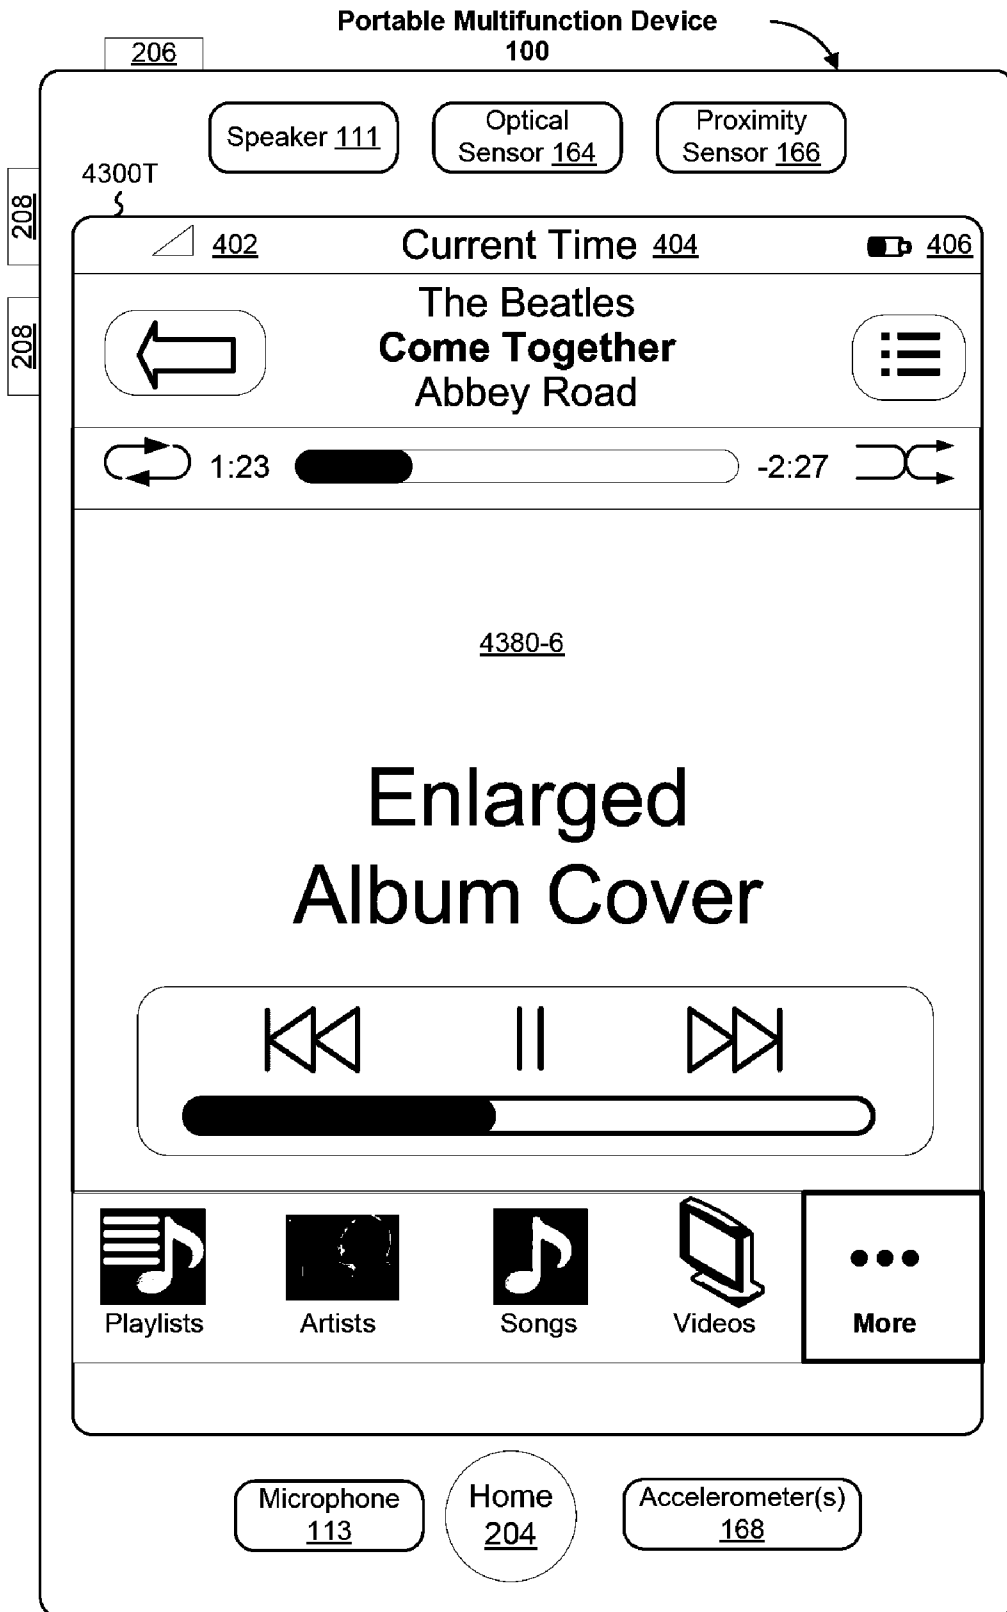 Portable Multifunction Device
100
206
Speaker 111
Optical
Sensor 164
Proximity
Sensor 166
4300T
208
208
402
Current Time 404
406
The Beatles
Come Together
Abbey Road
1:23
-2:27
4380-6
Enlarged
Album Cover
Playlists
Artists
Songs
Videos
More
Microphone
113
Home
204
Accelerometer(s)
168